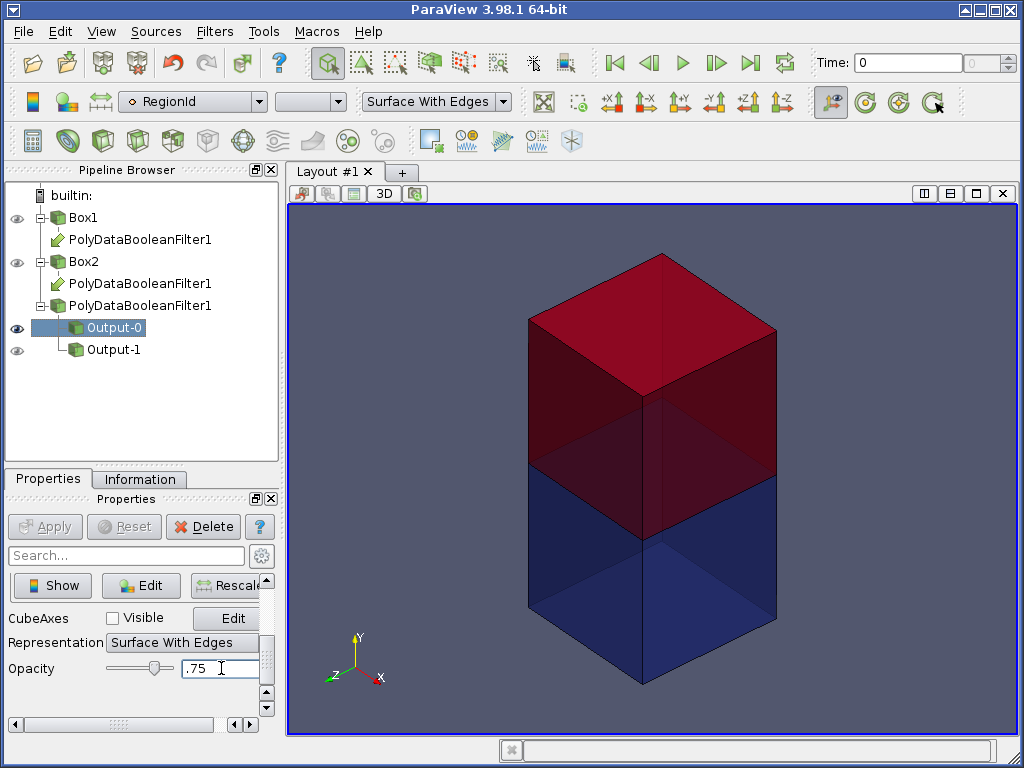 ParaView 3.98.1 64-bit
File Edit View Sources Filters Tools Macros Help
Time: 0 0
RegionId Surface With Edges +X -X +Y -Y +Z -Z
Pipeline Browser
Layout #1
3D
builtin:
Box1
PolyDataBooleanFilter1
Box2
PolyDataBooleanFilter1
PolyDataBooleanFilter1
Output-0
Output-1
Properties Information
Properties
Apply Reset Delete ?
Search...
Show Edit Rescale
CubeAxes Visible Edit
Representation Surface With Edges
Opacity .75
Y
Z
X